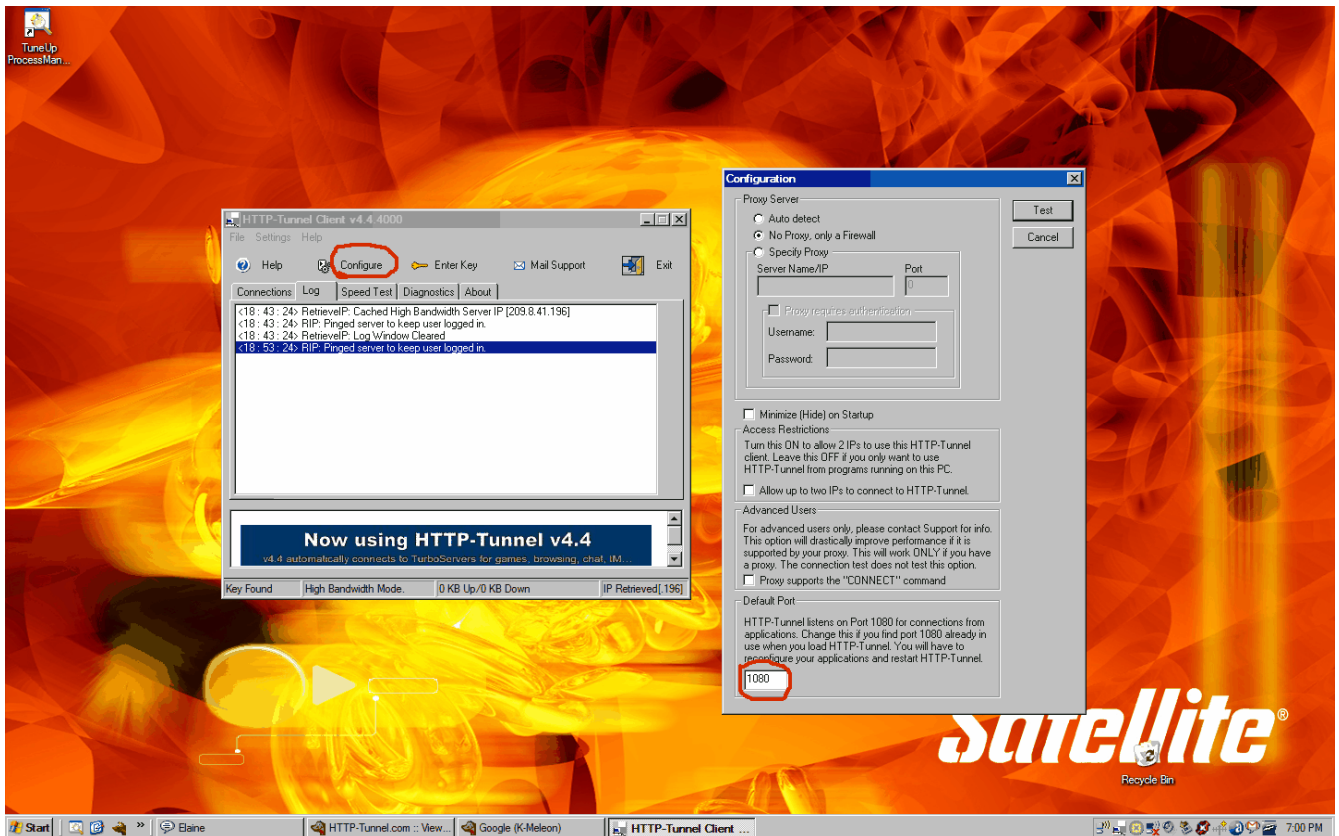 TuneUp
ProcessMan...
HTTP-Tunnel Client v4.4.4000
File Settings Help
Help Configure Enter Key Mail Support Exit
Connections Log Speed Test Diagnostics About
<18 : 43 : 24> RetrieveIP: Cached High Bandwidth Server IP [209.8.41.196]
<18 : 43 : 24> RIP: Pinged server to keep user logged in.
<18 : 43 : 24> RetrieveIP: Log Window Cleared
<18 : 53 : 24> RIP: Pinged server to keep user logged in.
Now using HTTP-Tunnel v4.4
v4.4 automatically connects to TurboServers for games, browsing, chat, IM...
Key Found High Bandwidth Mode. 0 KB Up/0 KB Down IP Retrieved[.196]
Configuration
Proxy Server
Auto detect
No Proxy, only a Firewall
Specify Proxy
Server Name/IP Port
0
Proxy requires authentication
Username:
Password:
Test
Cancel
Minimize (Hide) on Startup
Access Restrictions
Turn this ON to allow 2 IPs to use this HTTP-Tunnel
client. Leave this OFF if you only want to use
HTTP-Tunnel from programs running on this PC.
Allow up to two IPs to connect to HTTP-Tunnel.
Advanced Users
For advanced users only, please contact Support for info.
This option will drastically improve performance if it is
supported by your proxy. This will work ONLY if you have
a proxy. The connection test does not test this option.
Proxy supports the "CONNECT" command
Default Port
HTTP-Tunnel listens on Port 1080 for connections from
applications. Change this if you find port 1080 already in
use when you load HTTP-Tunnel. You will have to
reconfigure your applications and restart HTTP-Tunnel.
1080
Satellite®
Recycle Bin
Start » Elaine HTTP-Tunnel.com :: View... Google (K-Meleon) HTTP-Tunnel Client ... 7:00 PM